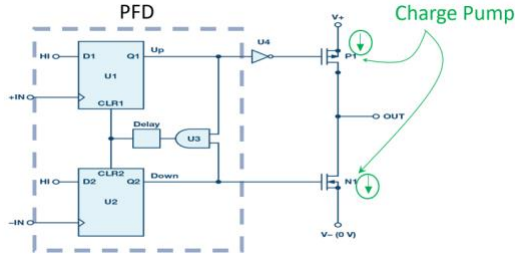 PFD
Charge Pump
V+
U4
Up
HI
D1
Q1
P1
U1
+IN
CLR1
Delay
U3
OUT
CLR2
Down
HI
D2
Q2
N1
U2
−IN
V− (0 V)